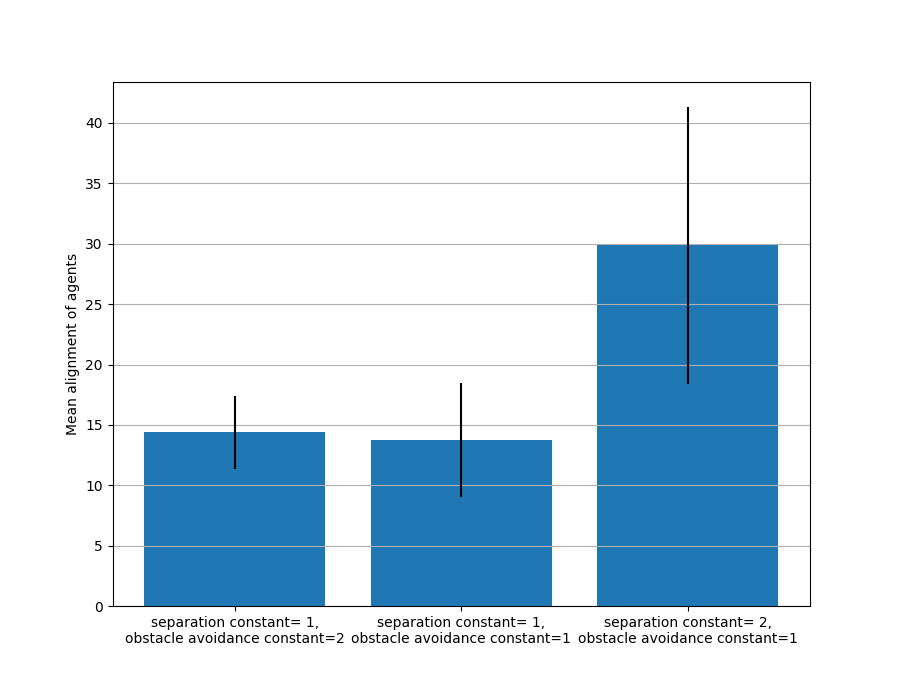 40
35
30
25
20
15
10
5
0
Mean alignment of agents
separation constant= 1,
obstacle avoidance constant=2
separation constant= 1,
obstacle avoidance constant=1
separation constant= 2,
obstacle avoidance constant=1